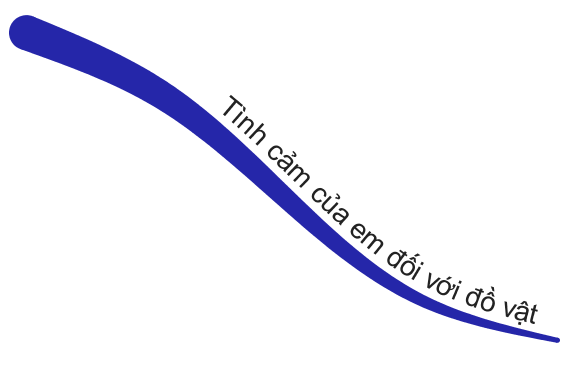 Tình cảm của em đối với đồ vật